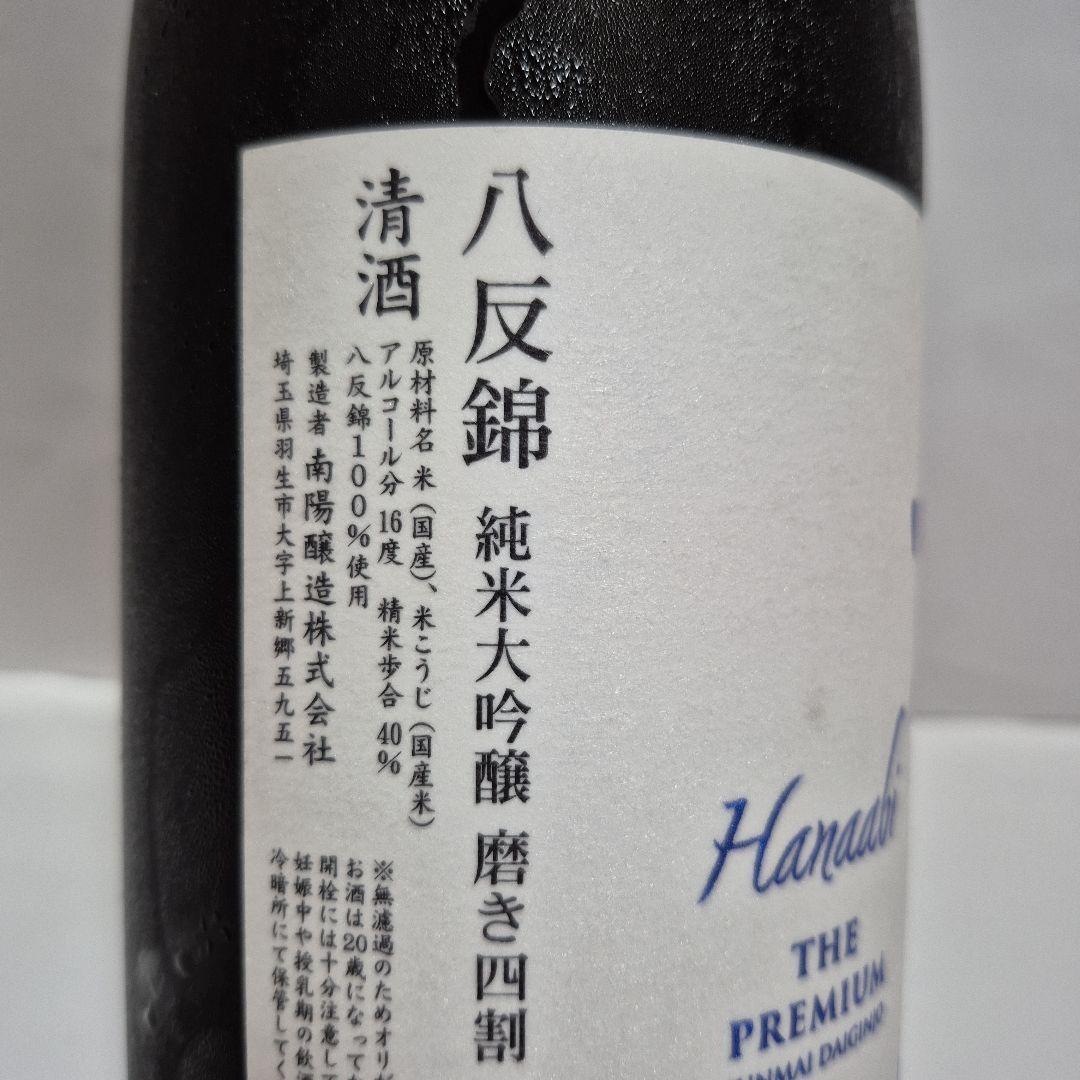 八反錦 純米大吟醸 磨き四割
清酒
原材料名 米（国産）、米こうじ（国産米）
アルコール分 16度 精米歩合 40%
八反錦100%使用
製造者 南陽醸造株式会社
埼玉県羽生市大字上新郷五九五一
※無濾過のためオリが
お酒は20歳になって
開栓には十分注意して
妊娠中や授乳期の飲酒
冷暗所にて保管してく
Hanaabi
THE
PREMIUM
JUNMAI DAIGINJO